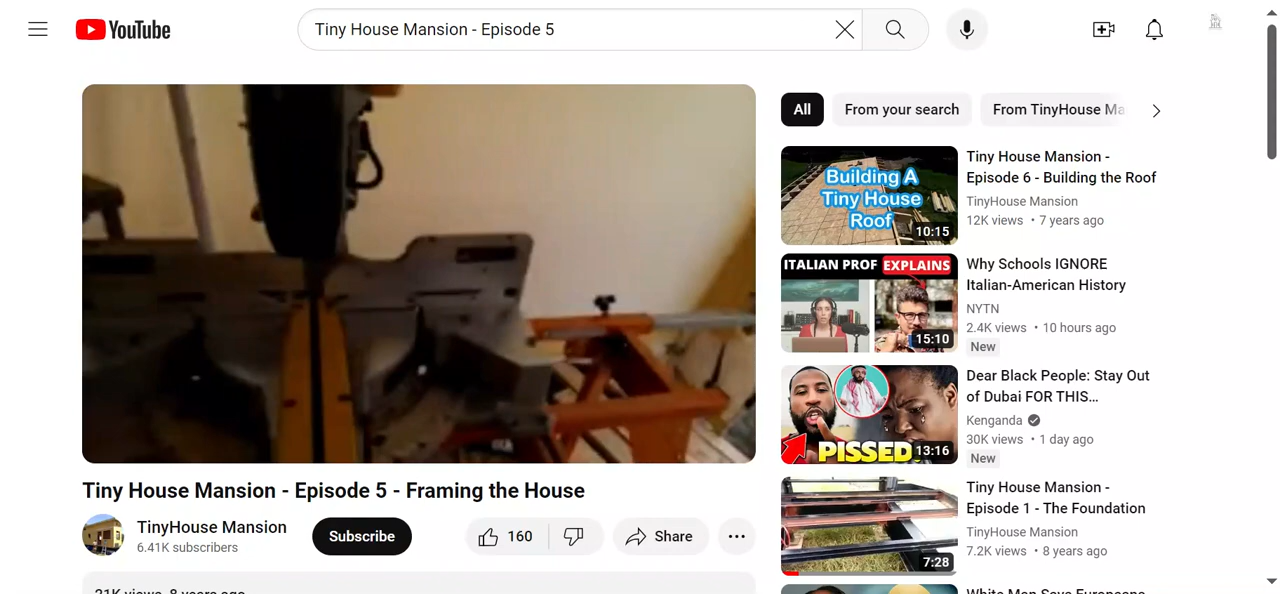 YouTube
Tiny House Mansion - Episode 5
All
From your search
From TinyHouse Ma
Building A
Tiny House
Roof
10:15
Tiny House Mansion -
Episode 6 - Building the Roof
TinyHouse Mansion
12K views • 7 years ago
ITALIAN PROF EXPLAINS
15:10
Why Schools IGNORE
Italian-American History
NYTN
2.4K views • 10 hours ago
New
PISSED
13:16
Dear Black People: Stay Out
of Dubai FOR THIS...
Kenganda
30K views • 1 day ago
New
7:28
Tiny House Mansion -
Episode 1 - The Foundation
TinyHouse Mansion
7.2K views • 8 years ago
White Man Says Europeans
Tiny House Mansion - Episode 5 - Framing the House
TinyHouse Mansion
6.41K subscribers
Subscribe
160
Share
21K views 8 years ago